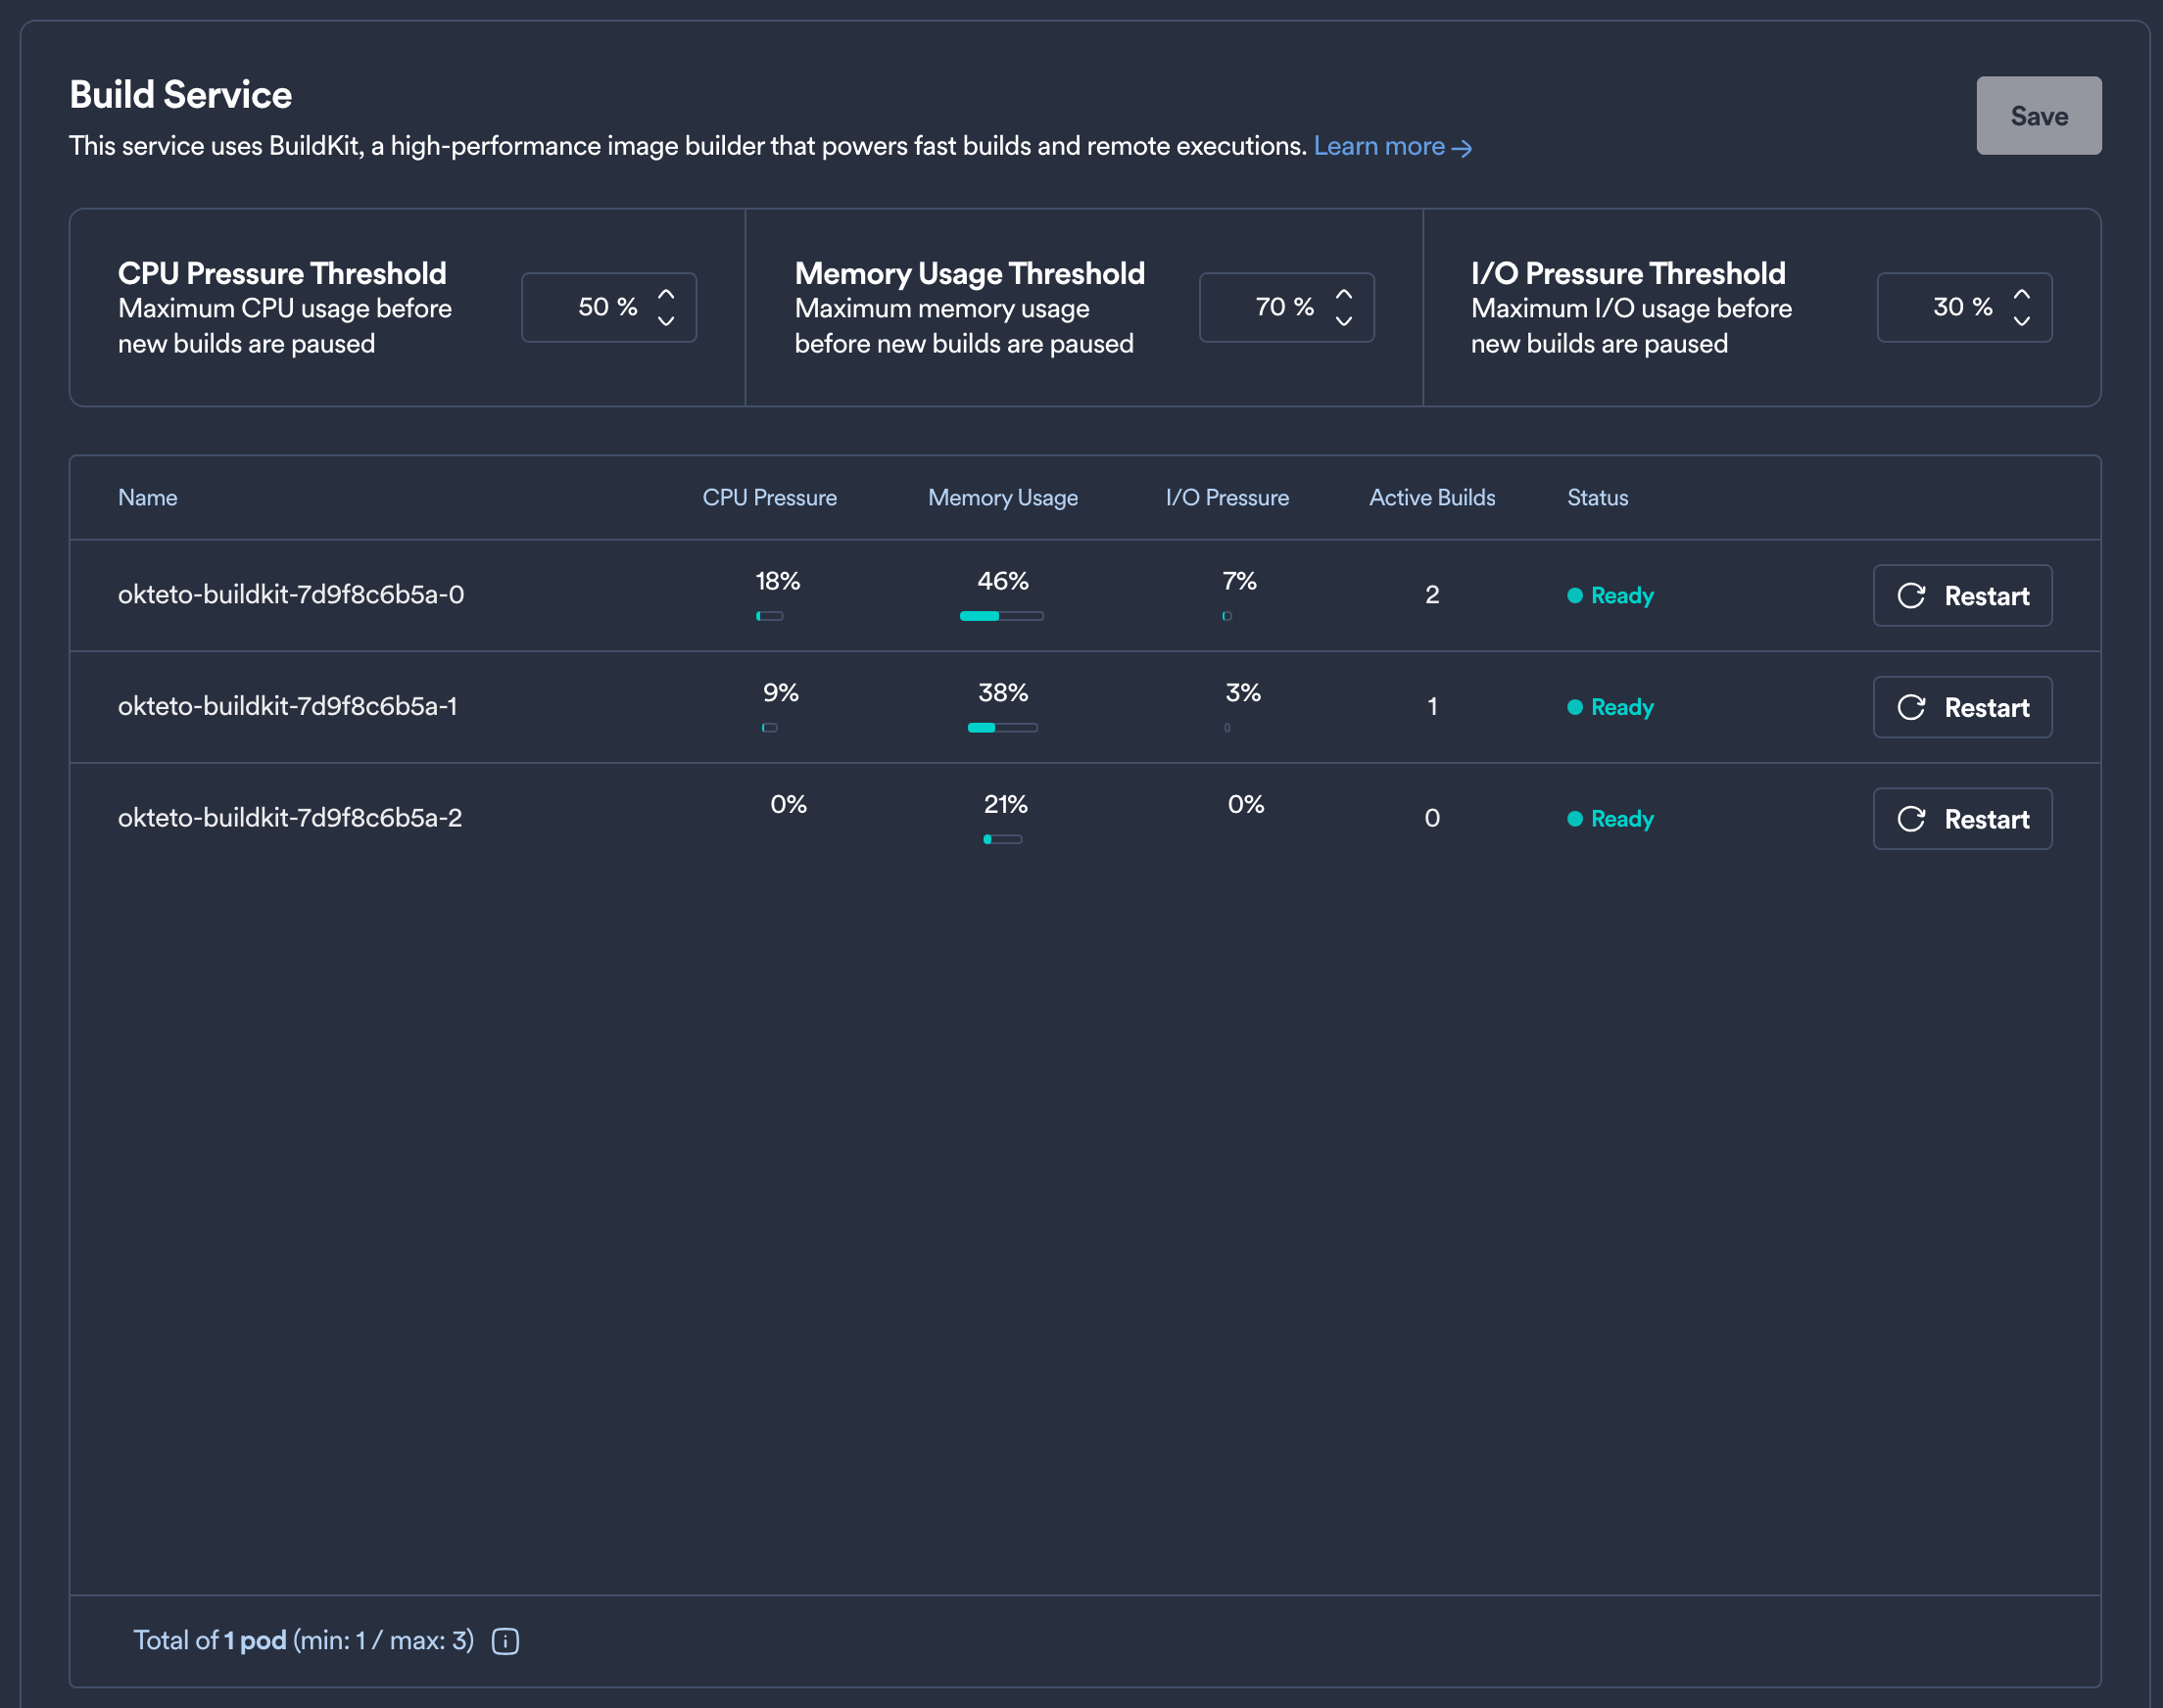 Build Service
Save
This service uses BuildKit, a high-performance image builder that powers fast builds and remote executions. Learn more →
CPU Pressure Threshold
Maximum CPU usage before
new builds are paused
50 %
Memory Usage Threshold
Maximum memory usage
before new builds are paused
70 %
I/O Pressure Threshold
Maximum I/O usage before
new builds are paused
30 %
Name CPU Pressure Memory Usage I/O Pressure Active Builds Status
okteto-buildkit-7d9f8c6b5a-0 18% 46% 7% 2 Ready Restart
okteto-buildkit-7d9f8c6b5a-1 9% 38% 3% 1 Ready Restart
okteto-buildkit-7d9f8c6b5a-2 0% 21% 0% 0 Ready Restart
Total of 1 pod (min: 1 / max: 3)